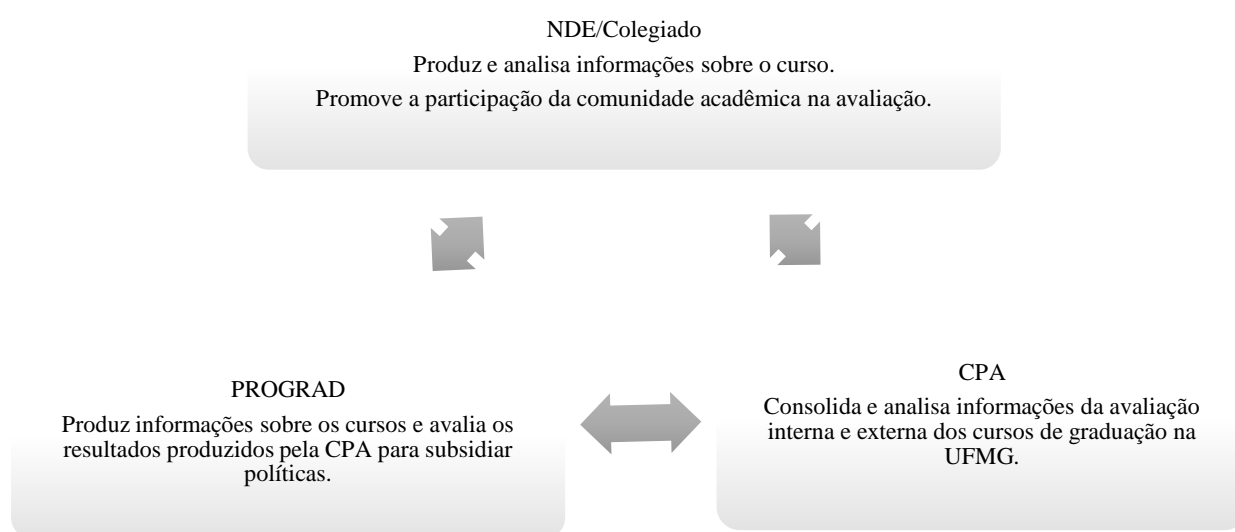 NDE/Colegiado
Produz e analisa informações sobre o curso.
Promove a participação da comunidade acadêmica na avaliação.
PROGRAD
Produz informações sobre os cursos e avalia os
resultados produzidos pela CPA para subsidiar
políticas.
CPA
Consolida e analisa informações da avaliação
interna e externa dos cursos de graduação na
UFMG.